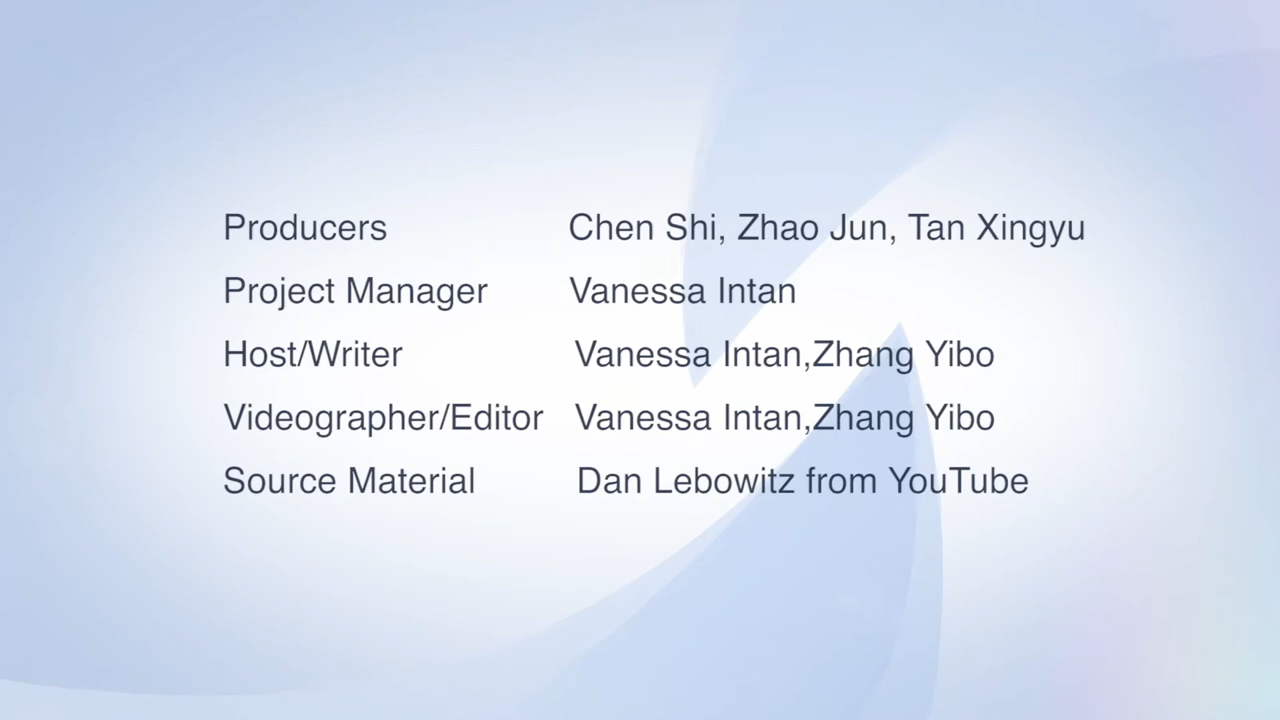 Producers Chen Shi, Zhao Jun, Tan Xingyu
Project Manager Vanessa Intan
Host/Writer Vanessa Intan,Zhang Yibo
Videographer/Editor Vanessa Intan,Zhang Yibo
Source Material Dan Lebowitz from YouTube